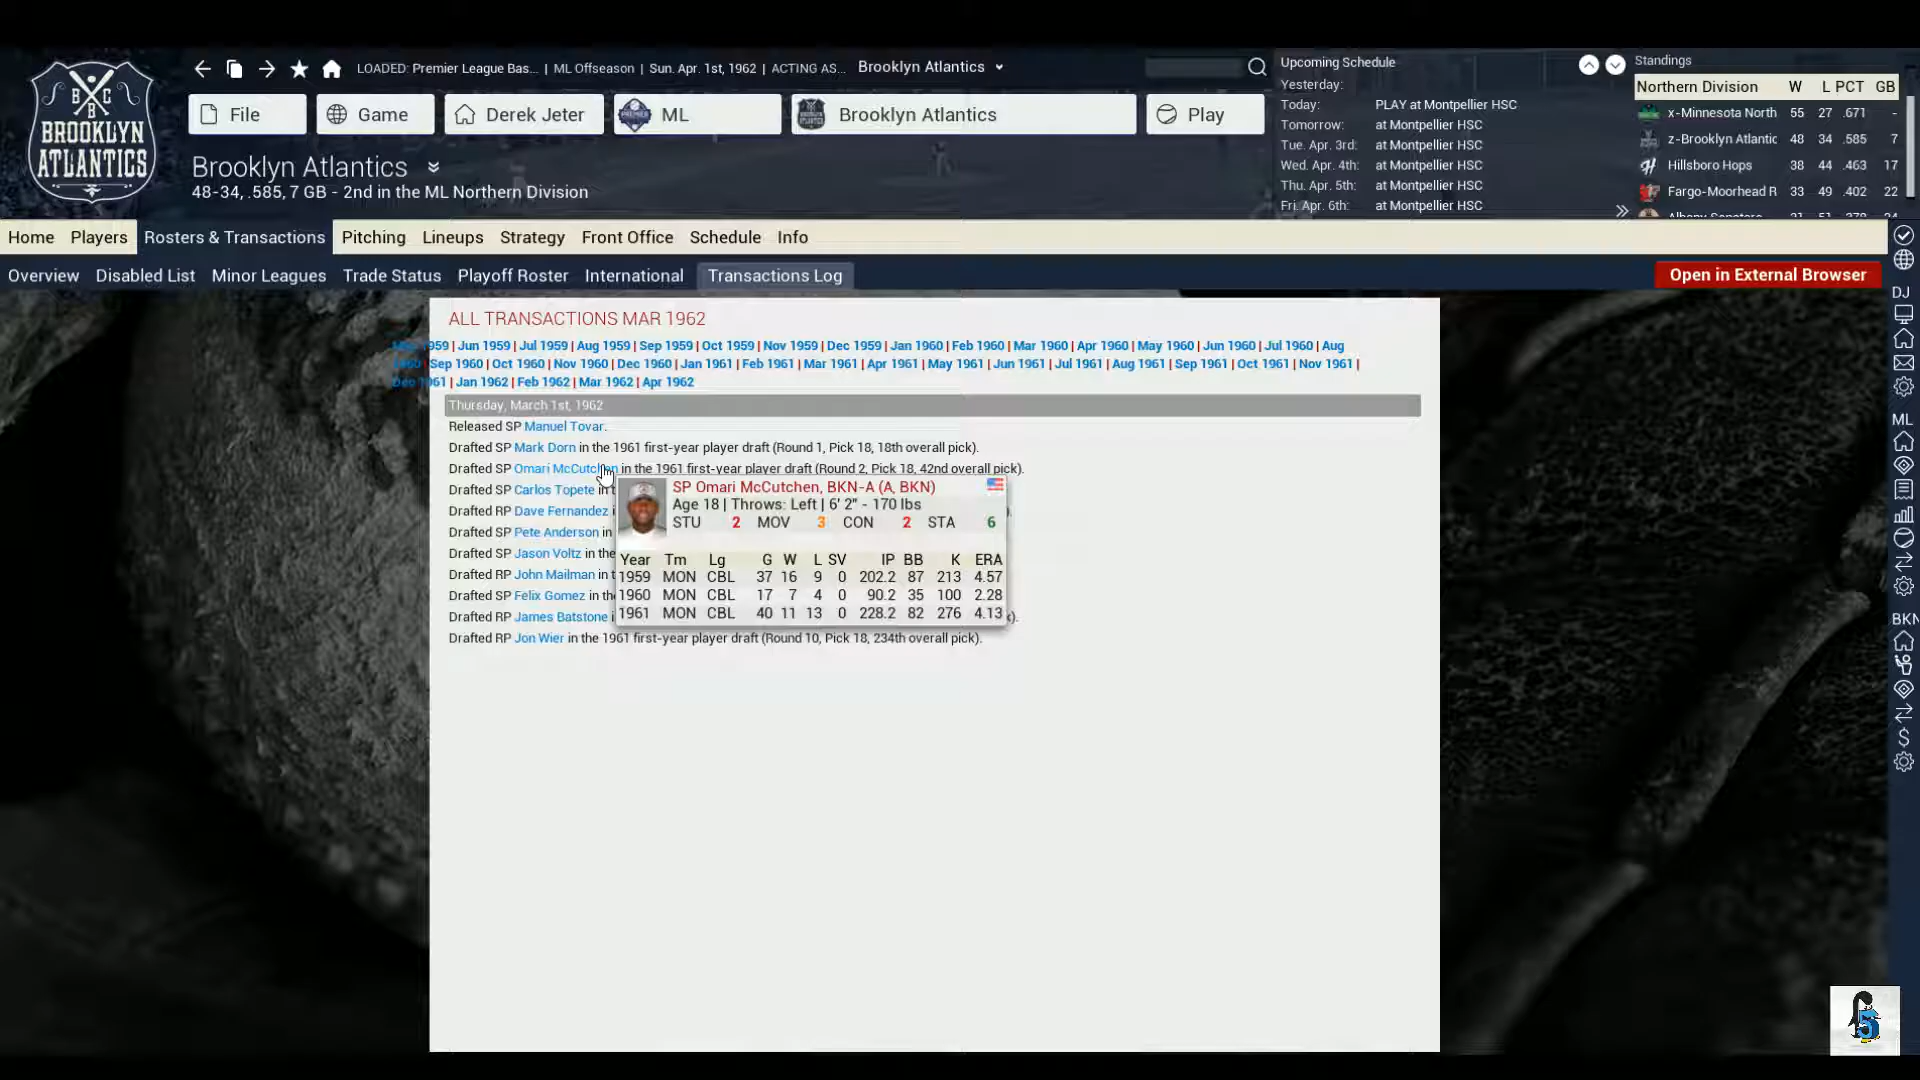 B C
B
BROOKLYN
ATLANTICS
LOADED: Premier League Bas... | ML Offseason | Sun. Apr. 1st, 1962 | ACTING AS... Brooklyn Atlantics
File
Game
Derek Jeter
ML
Brooklyn Atlantics
Play
Brooklyn Atlantics
48-34, .585, 7 GB - 2nd in the ML Northern Division
Upcoming Schedule
Yesterday:
Today: PLAY at Montpellier HSC
Tomorrow: at Montpellier HSC
Tue. Apr. 3rd: at Montpellier HSC
Wed. Apr. 4th: at Montpellier HSC
Thu. Apr. 5th: at Montpellier HSC
Fri. Apr. 6th: at Montpellier HSC
Standings
Northern Division W L PCT GB
x-Minnesota North 55 27 .671 -
z-Brooklyn Atlantic 48 34 .585 7
Hillsboro Hops 38 44 .463 17
Fargo-Moorhead R 33 49 .402 22
Home Players Rosters & Transactions Pitching Lineups Strategy Front Office Schedule Info
Overview Disabled List Minor Leagues Trade Status Playoff Roster International Transactions Log
Open in External Browser
DJ
ML
BKN
ALL TRANSACTIONS MAR 1962
1959 | Jun 1959 | Jul 1959 | Aug 1959 | Sep 1959 | Oct 1959 | Nov 1959 | Dec 1959 | Jan 1960 | Feb 1960 | Mar 1960 | Apr 1960 | May 1960 | Jun 1960 | Jul 1960 | Aug
1960 | Sep 1960 | Oct 1960 | Nov 1960 | Dec 1960 | Jan 1961 | Feb 1961 | Mar 1961 | Apr 1961 | May 1961 | Jun 1961 | Jul 1961 | Aug 1961 | Sep 1961 | Oct 1961 | Nov 1961 |
Dec 1961 | Jan 1962 | Feb 1962 | Mar 1962 | Apr 1962
Thursday, March 1st, 1962
Released SP Manuel Tovar.
Drafted SP Mark Dorn in the 1961 first-year player draft (Round 1, Pick 18, 18th overall pick).
Drafted SP Omari McCutchen in the 1961 first-year player draft (Round 2, Pick 18, 42nd overall pick).
Drafted SP Carlos Topete in t
Drafted RP Dave Fernandez i ).
Drafted SP Pete Anderson in
Drafted SP Jason Voltz in the
Drafted RP John Mailman in t
Drafted SP Felix Gomez in the
Drafted RP James Batstone i k).
Drafted RP Jon Wier in the 1961 first-year player draft (Round 10, Pick 18, 234th overall pick).
SP Omari McCutchen, BKN-A (A, BKN)
Age 18 | Throws: Left | 6' 2" - 170 lbs
STU 2 MOV 3 CON 2 STA 6
Year Tm Lg G W L SV IP BB K ERA
1959 MON CBL 37 16 9 0 202.2 87 213 4.57
1960 MON CBL 17 7 4 0 90.2 35 100 2.28
1961 MON CBL 40 11 13 0 228.2 82 276 4.13
5